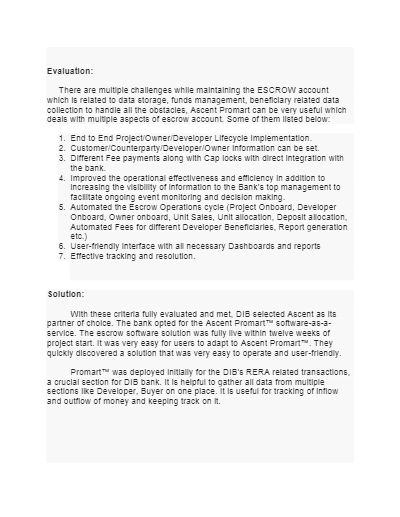 Evaluation:
There are multiple challenges while maintaining the ESCROW account
which is related to data storage, funds management, beneficiary related data
collection to handle all the obstacles, Ascent Promart can be very useful which
deals with multiple aspects of escrow account. Some of them listed below:
1. End to End Project/Owner/Developer Lifecycle Implementation.
2. Customer/Counterparty/Developer/Owner information can be set.
3. Different Fee payments along with Cap locks with direct integration with
the bank.
4. Improved the operational effectiveness and efficiency in addition to
increasing the visibility of information to the Bank's top management to
facilitate ongoing event monitoring and decision making.
5. Automated the Escrow Operations cycle (Project Onboard, Developer
Onboard, Owner onboard, Unit Sales, Unit allocation, Deposit allocation,
Automated Fees for different Developer Beneficiaries, Report generation
etc.)
6. User-friendly interface with all necessary Dashboards and reports
7. Effective tracking and resolution.
Solution:
With these criteria fully evaluated and met, DIB selected Ascent as its
partner of choice. The bank opted for the Ascent Promart™ software-as-a-
service. The escrow software solution was fully live within twelve weeks of
project start. It was very easy for users to adapt to Ascent Promart™. They
quickly discovered a solution that was very easy to operate and user-friendly.
Promart™ was deployed initially for the DIB's RERA related transactions,
a crucial section for DIB bank. It is helpful to gather all data from multiple
sections like Developer, Buyer on one place. It is useful for tracking of inflow
and outflow of money and keeping track on it.